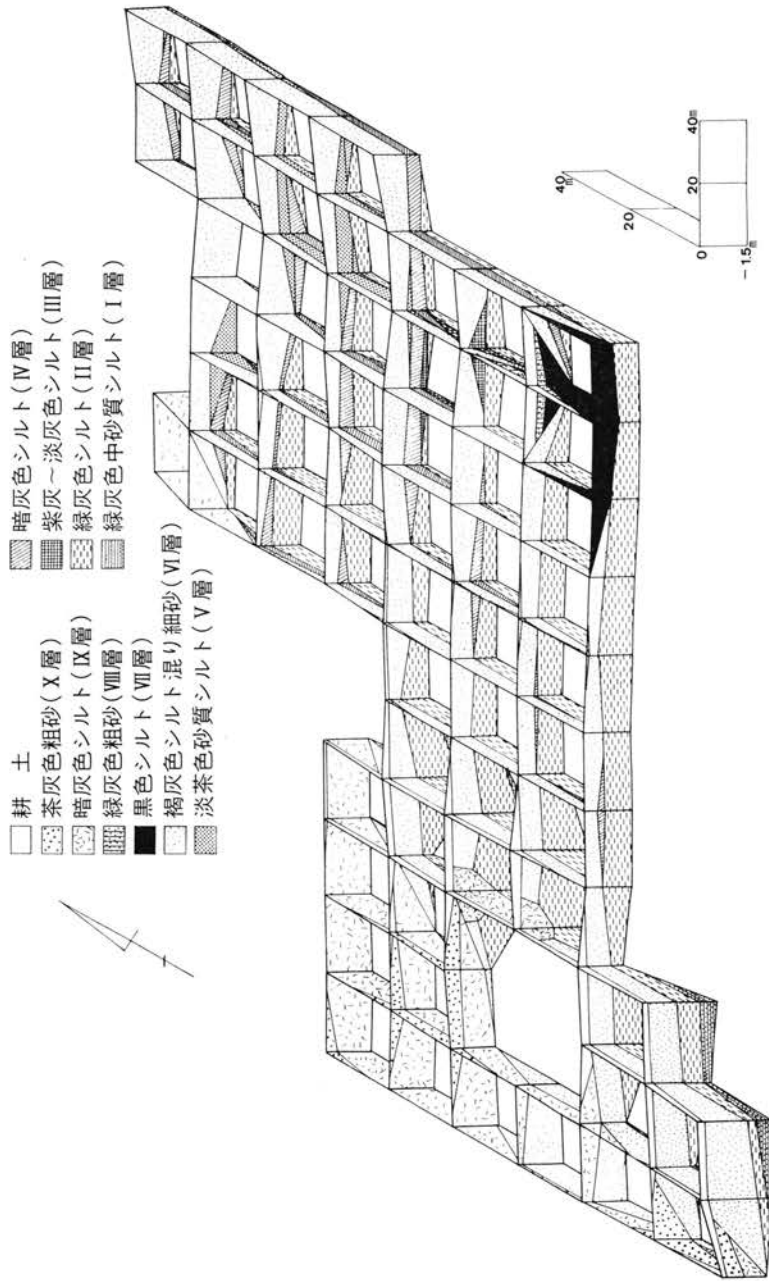 耕　土
茶灰色粗砂(X層)
暗灰色シルト(IX層)
緑灰色粗砂(VIII層)
黒色シルト(VII層)
褐灰色シルト混り細砂(VI層)
淡茶色砂質シルト(V層)
暗灰色シルト(IV層)
紫灰～淡灰色シルト(III層)
緑灰色シルト(II層)
緑灰色中砂質シルト(I層)
40m
20
0
20
40m
-1.5m